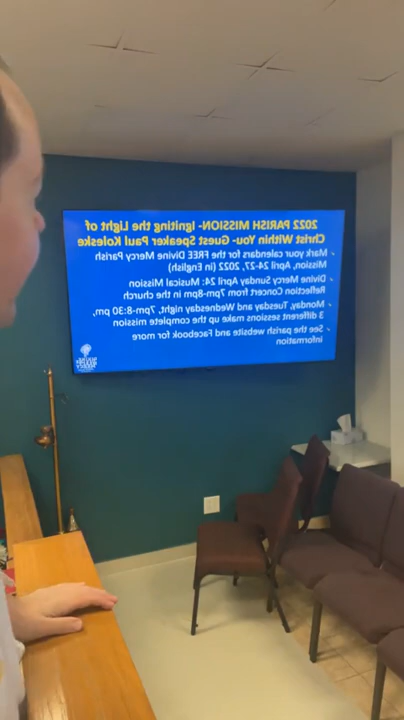 2022 PARISH MISSION- Igniting the Light of
Christ Within You- Guest Speaker Paul Koleske
✓ Mark your calendars for the FREE Divine Mercy Parish
Mission, April 24-27, 2022 (in English)
✓ Divine Mercy Sunday April 24: Musical Mission
Reflection Concert from 7pm-8pm in the church
✓ Monday, Tuesday and Wednesday night, 7pm-8:30 pm,
3 different sessions make up the complete mission
✓ See the parish website and Facebook for more
information